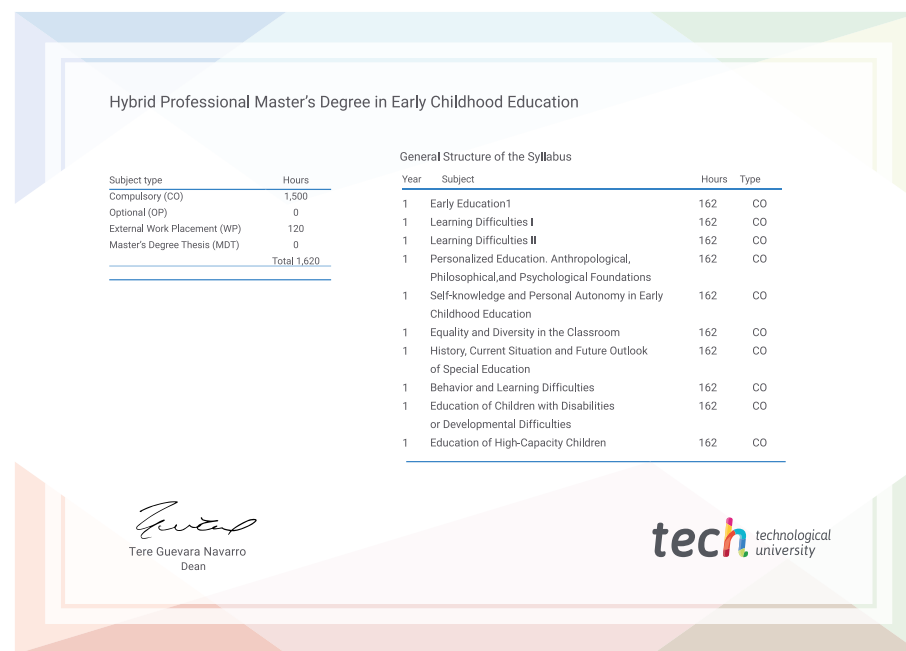 Hybrid Professional Master's Degree in Early Childhood Education
Subject type Hours
Compulsory (CO) 1,500
Optional (OP) 0
External Work Placement (WP) 120
Master's Degree Thesis (MDT) 0
Total 1,620
General Structure of the Syllabus
Year Subject Hours Type
1 Early Education1 162 CO
1 Learning Difficulties I 162 CO
1 Learning Difficulties II 162 CO
1 Personalized Education. Anthropological, 162 CO
Philosophical,and Psychological Foundations
1 Self-knowledge and Personal Autonomy in Early 162 CO
Childhood Education
1 Equality and Diversity in the Classroom 162 CO
1 History, Current Situation and Future Outlook 162 CO
of Special Education
1 Behavior and Learning Difficulties 162 CO
1 Education of Children with Disabilities 162 CO
or Developmental Difficulties
1 Education of High-Capacity Children 162 CO
Tere Guevara Navarro
Dean
tech technological
university